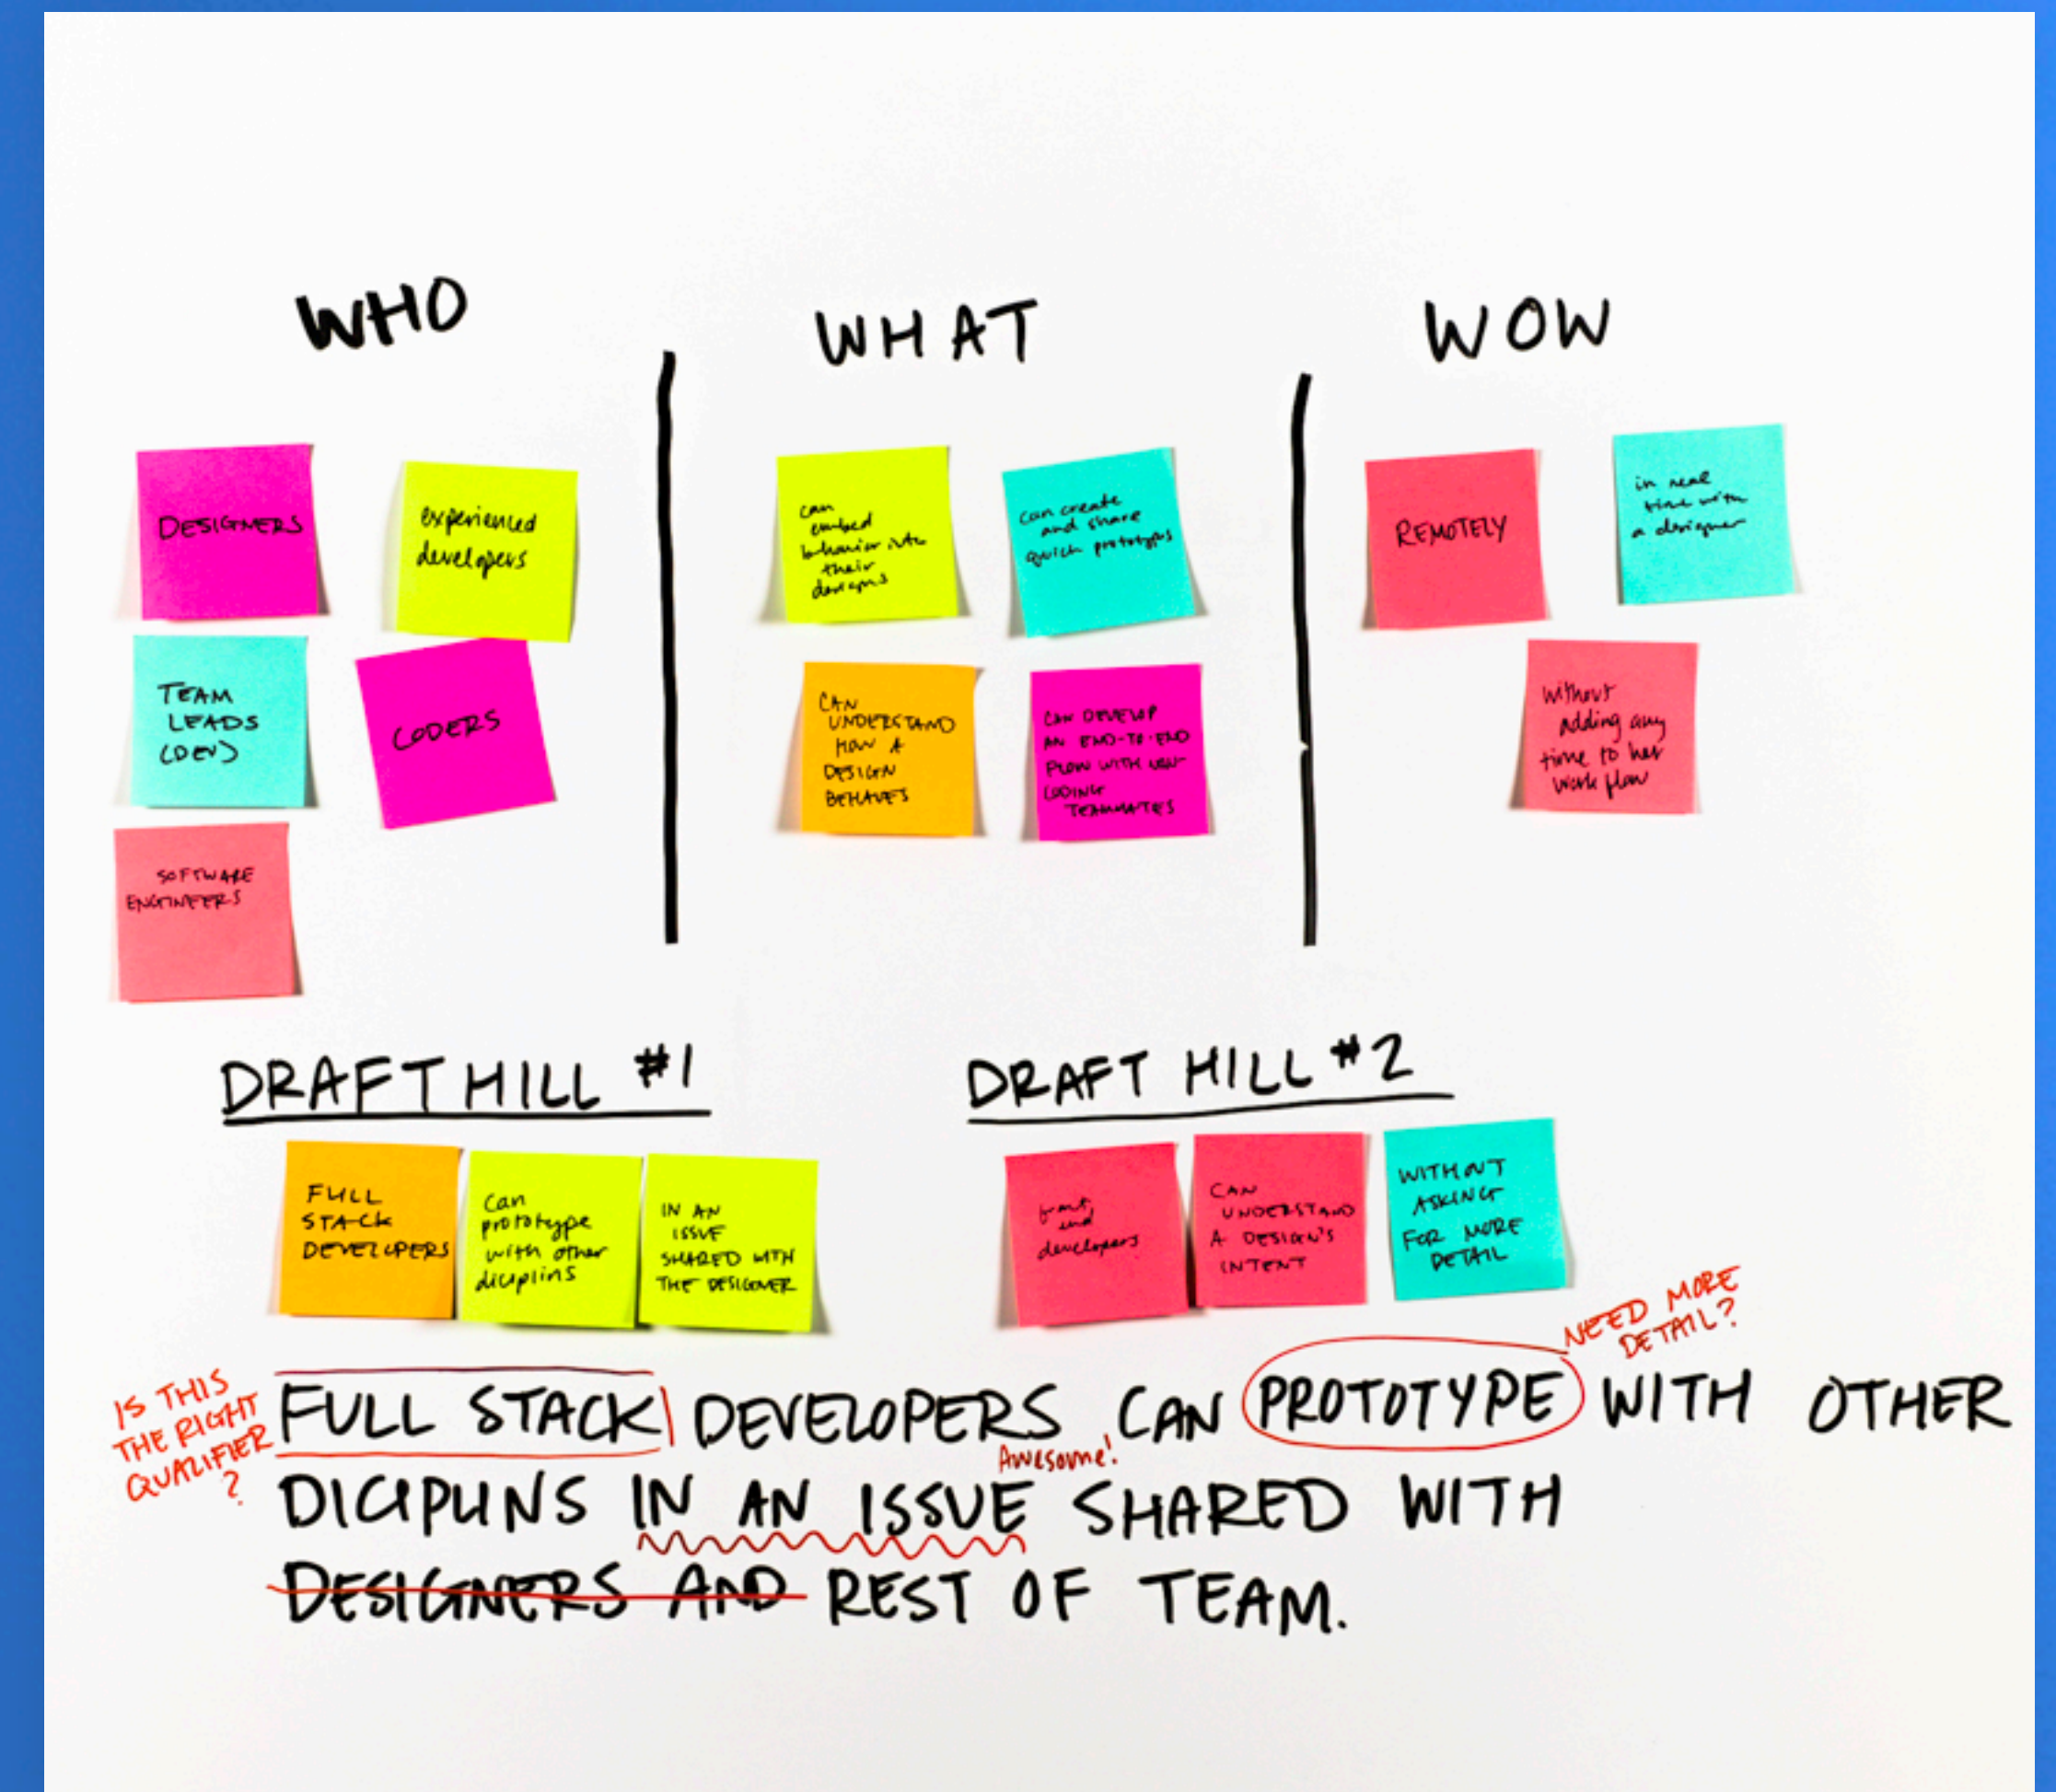 WHO
WHAT
WOW
DESIGNERS
experienced
developers
TEAM
LEADS
(DEV)
CODERS
SOFTWARE
ENGINEERS
can
embed
behavior into
their
designs
can create
and share
quick prototypes
CAN
UNDERSTAND
HOW A
DESIGN
BEHAVES
CAN DEVELOP
AN END-TO-END
FLOW WITH NON-
CODING
TEAMMATES
REMOTELY
in real
time with
a designer
without
adding any
time to her
work flow
DRAFT HILL #1
FULL
STACK
DEVELOPERS
Can
prototype
with other
diciplins
IN AN
ISSUE
SHARED WITH
THE DESIGNER
DRAFT HILL #2
front
end
developers
CAN
UNDERSTAND
A DESIGN'S
INTENT
WITHOUT
ASKING
FOR MORE
DETAIL
NEED MORE
DETAIL?
IS THIS
THE RIGHT
QUALIFIER
?
FULL STACK DEVELOPERS CAN PROTOTYPE WITH OTHER
Awesome!
DICIPLINS IN AN ISSUE SHARED WITH
DESIGNERS AND REST OF TEAM.